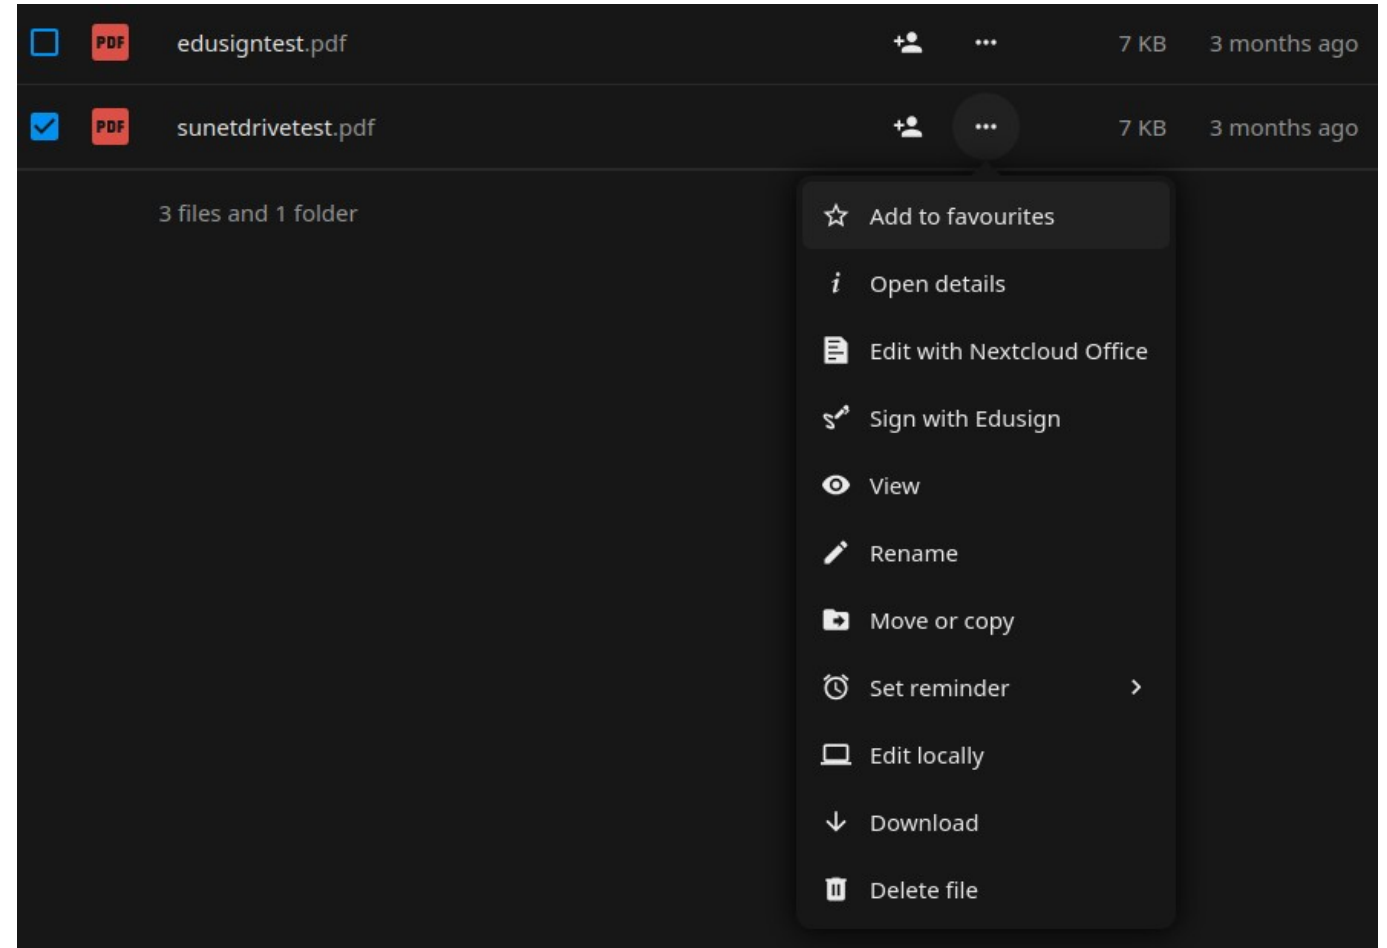 PDF edusigntest.pdf 7 KB 3 months ago
PDF sunetdrivetest.pdf 7 KB 3 months ago
3 files and 1 folder
Add to favourites
Open details
Edit with Nextcloud Office
Sign with Edusign
View
Rename
Move or copy
Set reminder
Edit locally
Download
Delete file